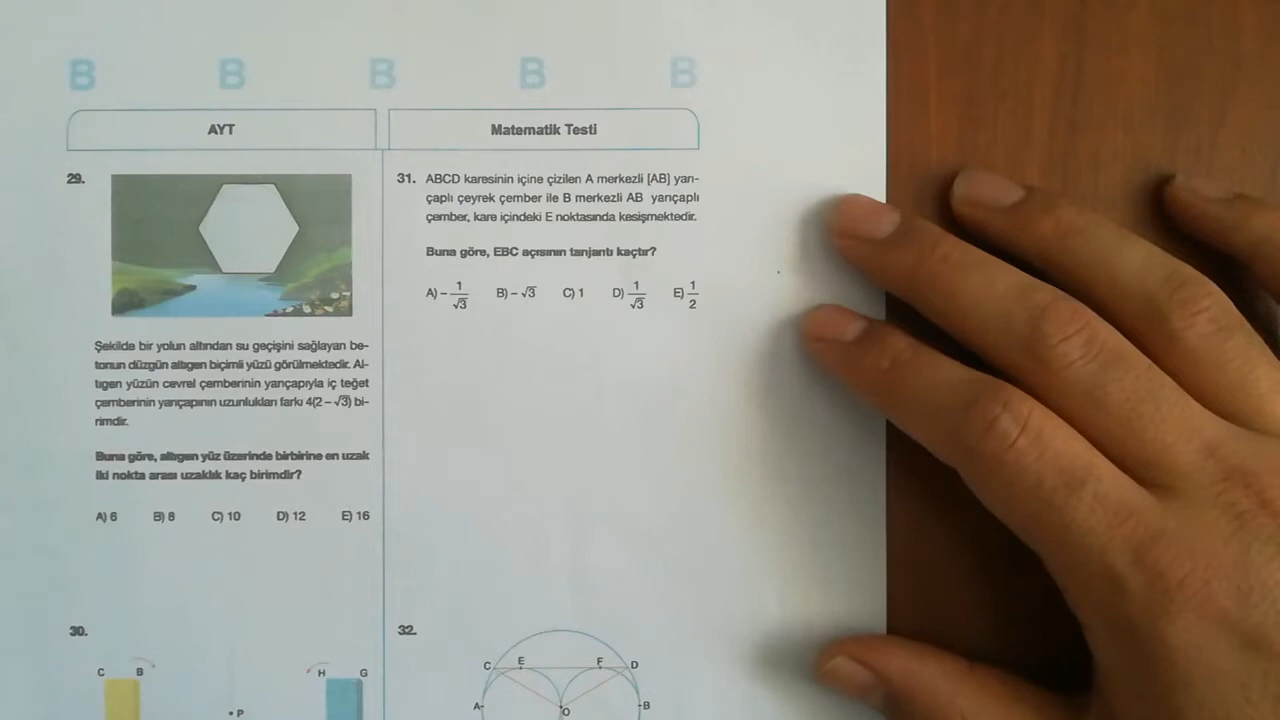 B B B B B
AYT
Matematik Testi
29.
Şekilde bir yolun altından su geçişini sağlayan be-
tonun düzgün altıgen biçimli yüzü görülmektedir. Al-
tıgen yüzün çevrel çemberinin yarıçapıyla iç teğet
çemberinin yarıçapının uzunlukları farkı 4(2 – √3) bi-
rimdir.
Buna göre, altıgen yüz üzerinde birbirine en uzak
iki nokta arası uzaklık kaç birimdir?
A) 6 B) 8 C) 10 D) 12 E) 16
30.
C B H G
P
31. ABCD karesinin içine çizilen A merkezli [AB] yarı-
çaplı çeyrek çember ile B merkezli AB yarıçaplı
çember, kare içindeki E noktasında kesişmektedir.
Buna göre, EBC açısının tanjantı kaçtır?
A) – 1/√3 B) – √3 C) 1 D) 1/√3 E) 1/2
32.
C E F D
A O B